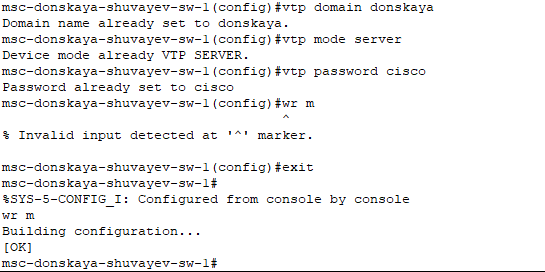 msc-donskaya-shuvayev-sw-1(config)#vtp domain donskaya
Domain name already set to donskaya.
msc-donskaya-shuvayev-sw-1(config)#vtp mode server
Device mode already VTP SERVER.
msc-donskaya-shuvayev-sw-1(config)#vtp password cisco
Password already set to cisco
msc-donskaya-shuvayev-sw-1(config)#wr m
^
% Invalid input detected at '^' marker.
msc-donskaya-shuvayev-sw-1(config)#exit
msc-donskaya-shuvayev-sw-1#
%SYS-5-CONFIG_I: Configured from console by console
wr m
Building configuration...
[OK]
msc-donskaya-shuvayev-sw-1#